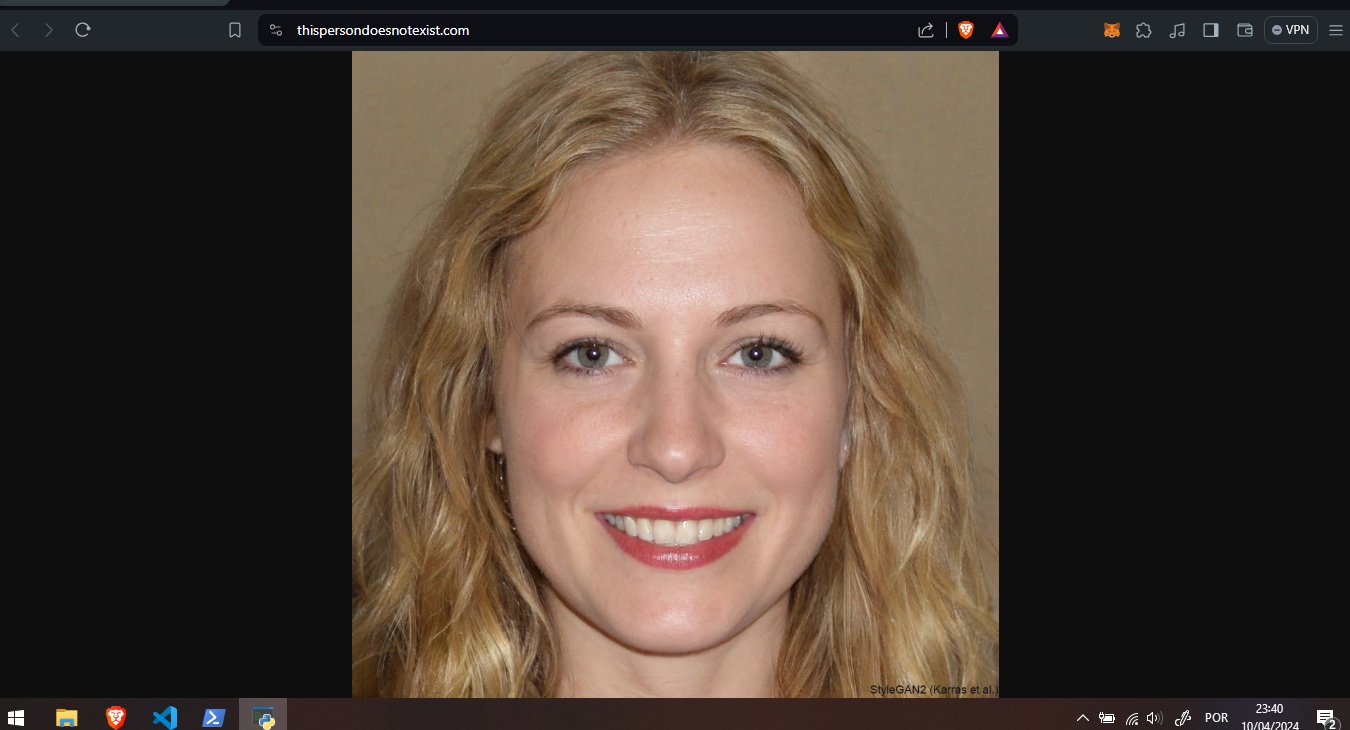 thispersondoesnotexist.com
VPN
StyleGAN2 (Karras et al.)
POR
23:40
10/04/2024
2